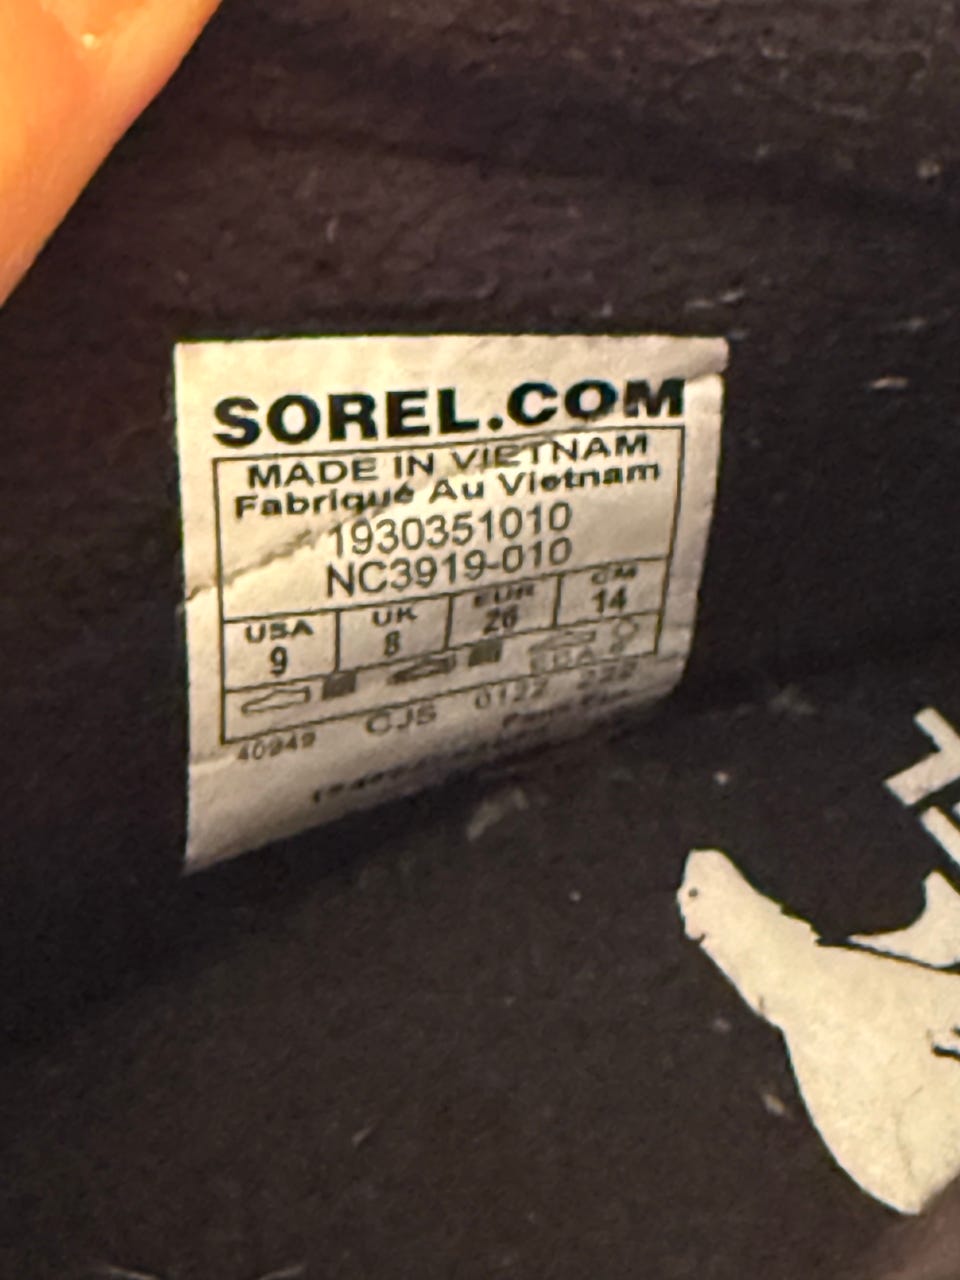 SOREL.COM
MADE IN VIETNAM
Fabriqué Au Vietnam
1930351010
NC3919-010
USA UK EUR CM
9 8 26 14
40949 CJS 0122